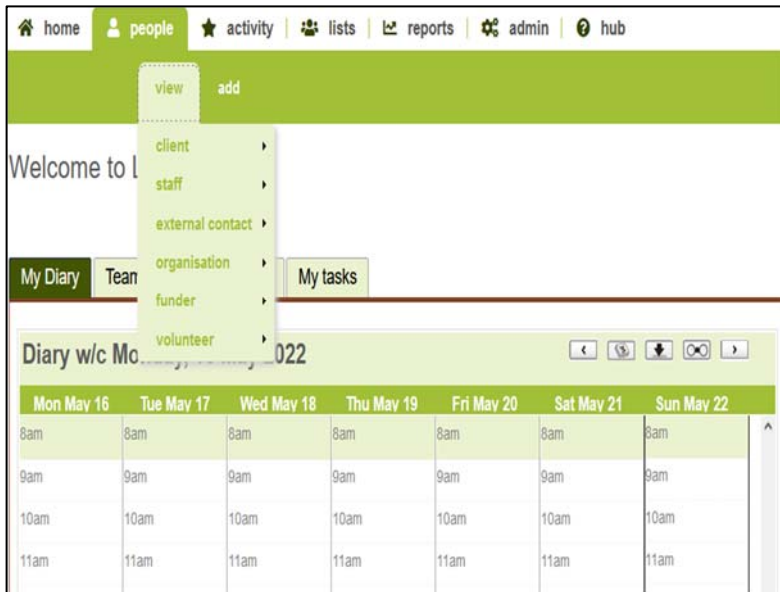 home people activity lists reports admin hub
view add
client
Welcome to L
staff
external contact
organisation
My Diary Team My tasks
funder
volunteer
Diary w/c Mo 022
Mon May 16 Tue May 17 Wed May 18 Thu May 19 Fri May 20 Sat May 21 Sun May 22
8am 8am 8am 8am 8am 8am 8am
9am 9am 9am 9am 9am 9am 9am
10am 10am 10am 10am 10am 10am 10am
11am 11am 11am 11am 11am 11am 11am